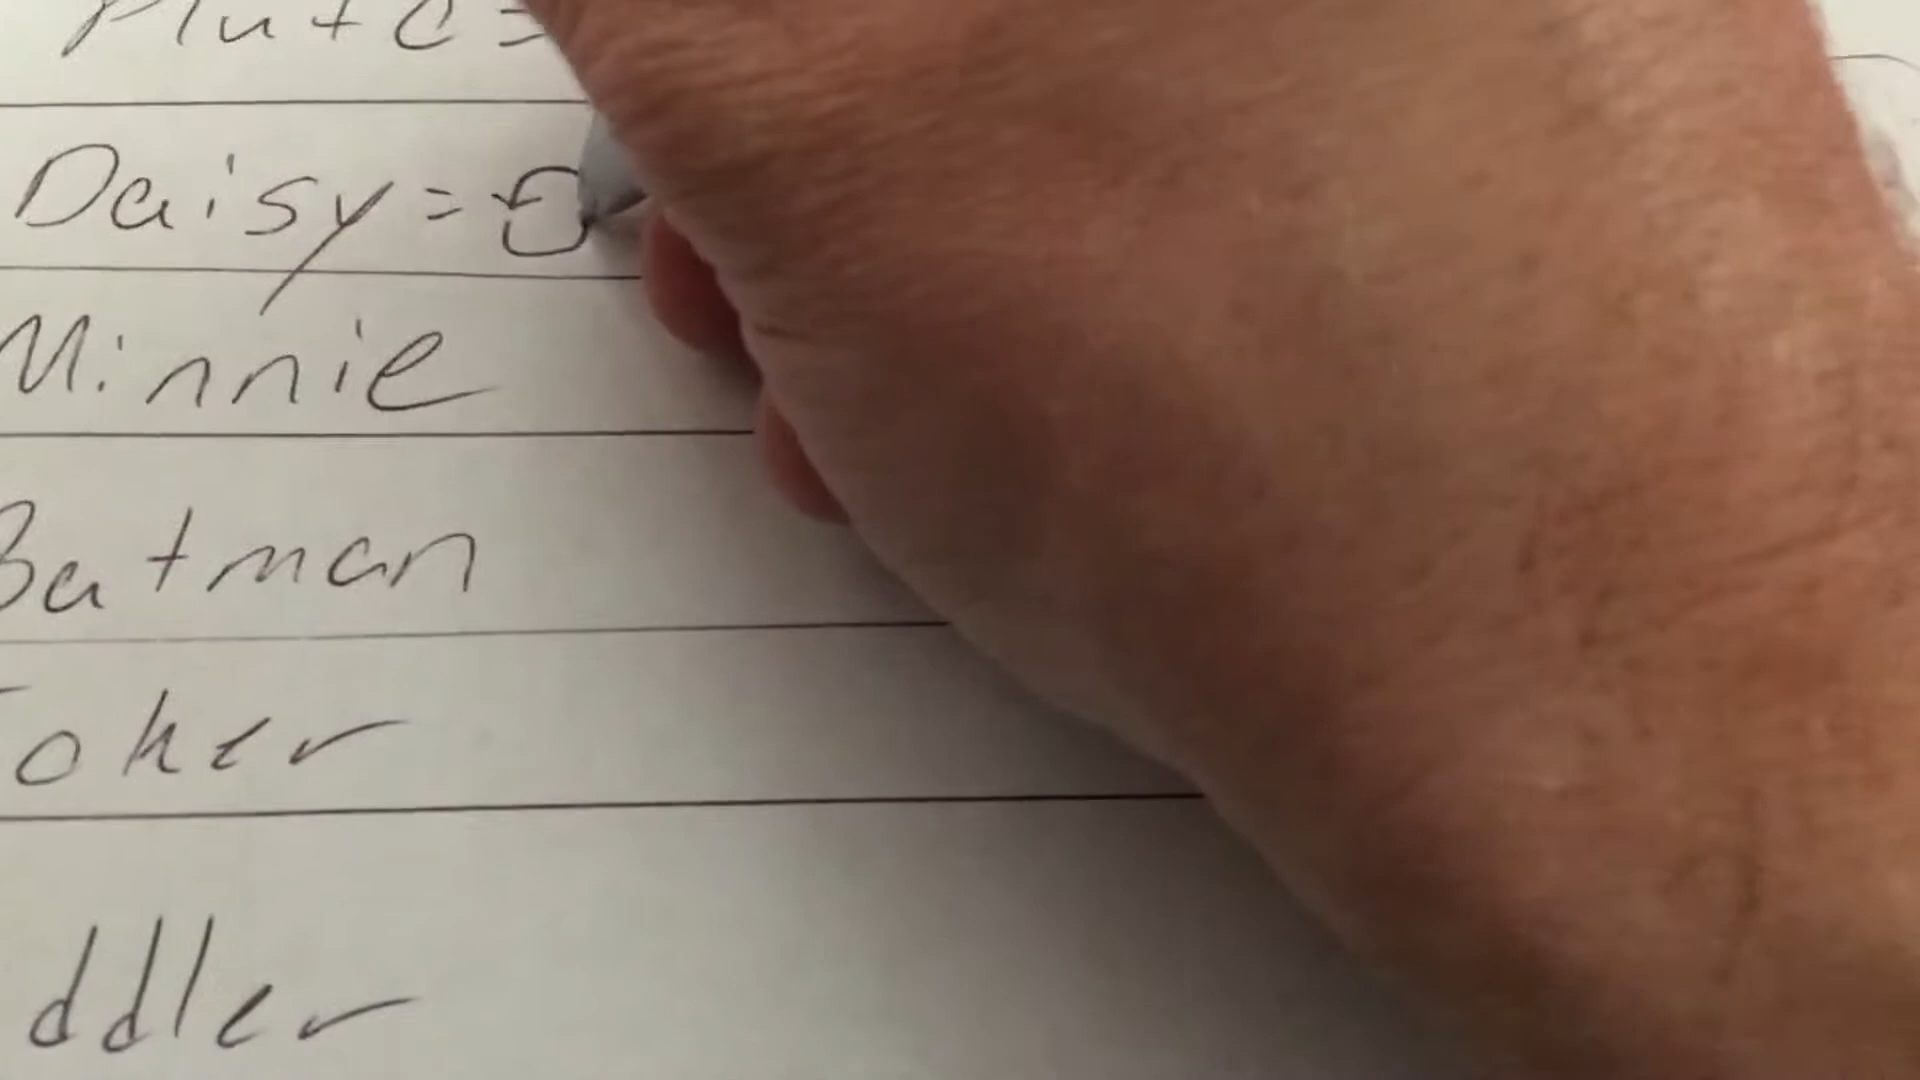 Pluto =
Daisy =
Minnie
Batman
oker
ddler